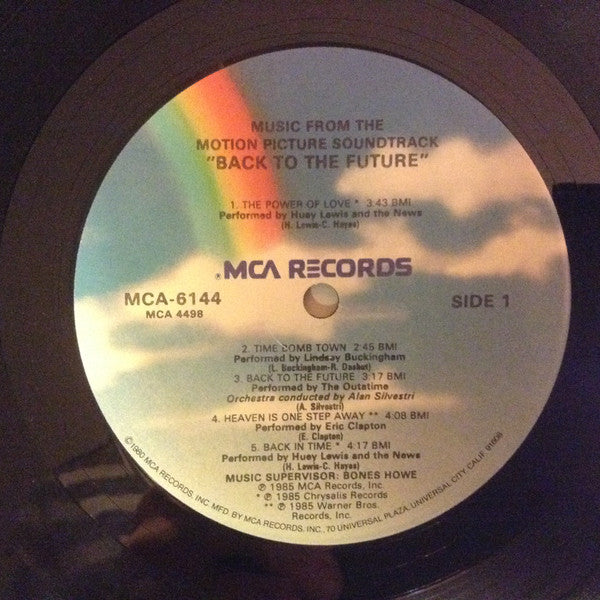 MUSIC FROM THE
MOTION PICTURE SOUNDTRACK
"BACK TO THE FUTURE"
1. THE POWER OF LOVE * 3:43 BMI
Performed by Huey Lewis and the News
(H. Lewis-C. Hayes)
®MCA RECORDS
MCA-6144
MCA 4498
SIDE 1
2. TIME BOMB TOWN 2:45 BMI
Performed by Lindsay Buckingham
(L. Buckingham-R. Dashut)
3. BACK TO THE FUTURE 3:17 BMI
Performed by The Outatime
Orchestra conducted by Alan Silvestri
(A. Silvestri)
4. HEAVEN IS ONE STEP AWAY ** 4:08 BMI
Performed by Eric Clapton
(E. Clapton)
5. BACK IN TIME * 4:17 BMI
Performed by Huey Lewis and the News
(H. Lewis-C. Hayes)
MUSIC SUPERVISOR: BONES HOWE
℗ 1985 MCA Records, Inc.
* ℗ 1985 Chrysalis Records
** ℗ 1985 Warner Bros.
Records, Inc.
©1980 MCA RECORDS, INC. MFD. BY MCA RECORDS, INC., 70 UNIVERSAL PLAZA, UNIVERSAL CITY, CALIF. 91608